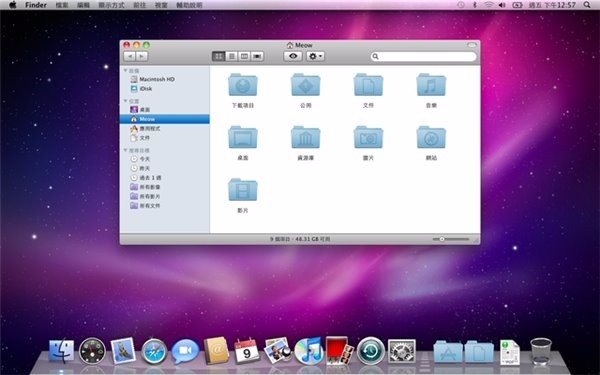 Finder 檔案 編輯 顯示方式 前往 視窗 輔助說明
週五 下午12:57
Meow
裝置
Macintosh HD
iDisk
位置
桌面
Meow
應用程式
文件
搜尋目標
今天
昨天
過去 1 週
所有影像
所有影片
所有文件
下載項目 公用 文件 音樂
桌面 資源庫 圖片 網站
影片
9 個項目，48.31 GB 可用
9